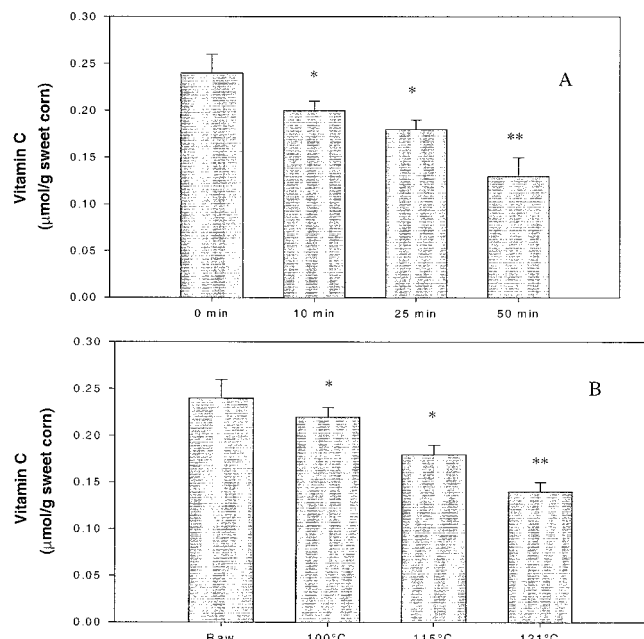 0.30
A
0.25
*
*
0.20
**
0.15
0.10
0.05
0.00
Vitamin C
(μmol/g sweet corn)
0 min 10 min 25 min 50 min
0.30
B
0.25
*
*
0.20
**
0.15
0.10
0.05
0.00
Vitamin C
(μmol/g sweet corn)
Raw 100°C 115°C 121°C